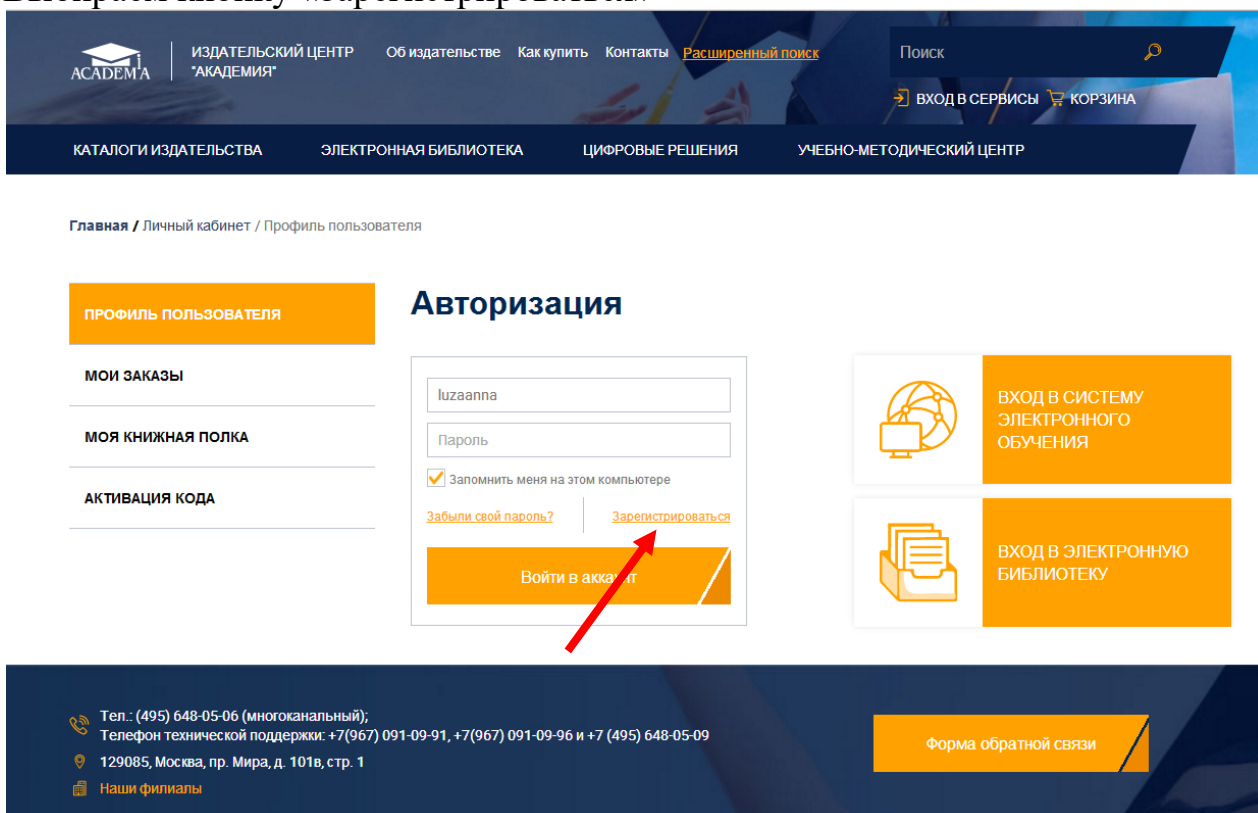 Выбираем кнопку «Зарегистрироваться»
ACADEM'A
ИЗДАТЕЛЬСКИЙ ЦЕНТР
"АКАДЕМИЯ"
Об издательстве Как купить Контакты Расширенный поиск
Поиск
ВХОД В СЕРВИСЫ КОРЗИНА
КАТАЛОГИ ИЗДАТЕЛЬСТВА ЭЛЕКТРОННАЯ БИБЛИОТЕКА ЦИФРОВЫЕ РЕШЕНИЯ УЧЕБНО-МЕТОДИЧЕСКИЙ ЦЕНТР
Главная / Личный кабинет / Профиль пользователя
ПРОФИЛЬ ПОЛЬЗОВАТЕЛЯ
МОИ ЗАКАЗЫ
МОЯ КНИЖНАЯ ПОЛКА
АКТИВАЦИЯ КОДА
Авторизация
luzaanna
Пароль
Запомнить меня на этом компьютере
Забыли свой пароль? Зарегистрироваться
Войти в аккаунт
ВХОД В СИСТЕМУ
ЭЛЕКТРОННОГО
ОБУЧЕНИЯ
ВХОД В ЭЛЕКТРОННУЮ
БИБЛИОТЕКУ
Тел.: (495) 648-05-06 (многоканальный);
Телефон технической поддержки: +7(967) 091-09-91, +7(967) 091-09-96 и +7 (495) 648-05-09
129085, Москва, пр. Мира, д. 101в, стр. 1
Наши филиалы
Форма обратной связи